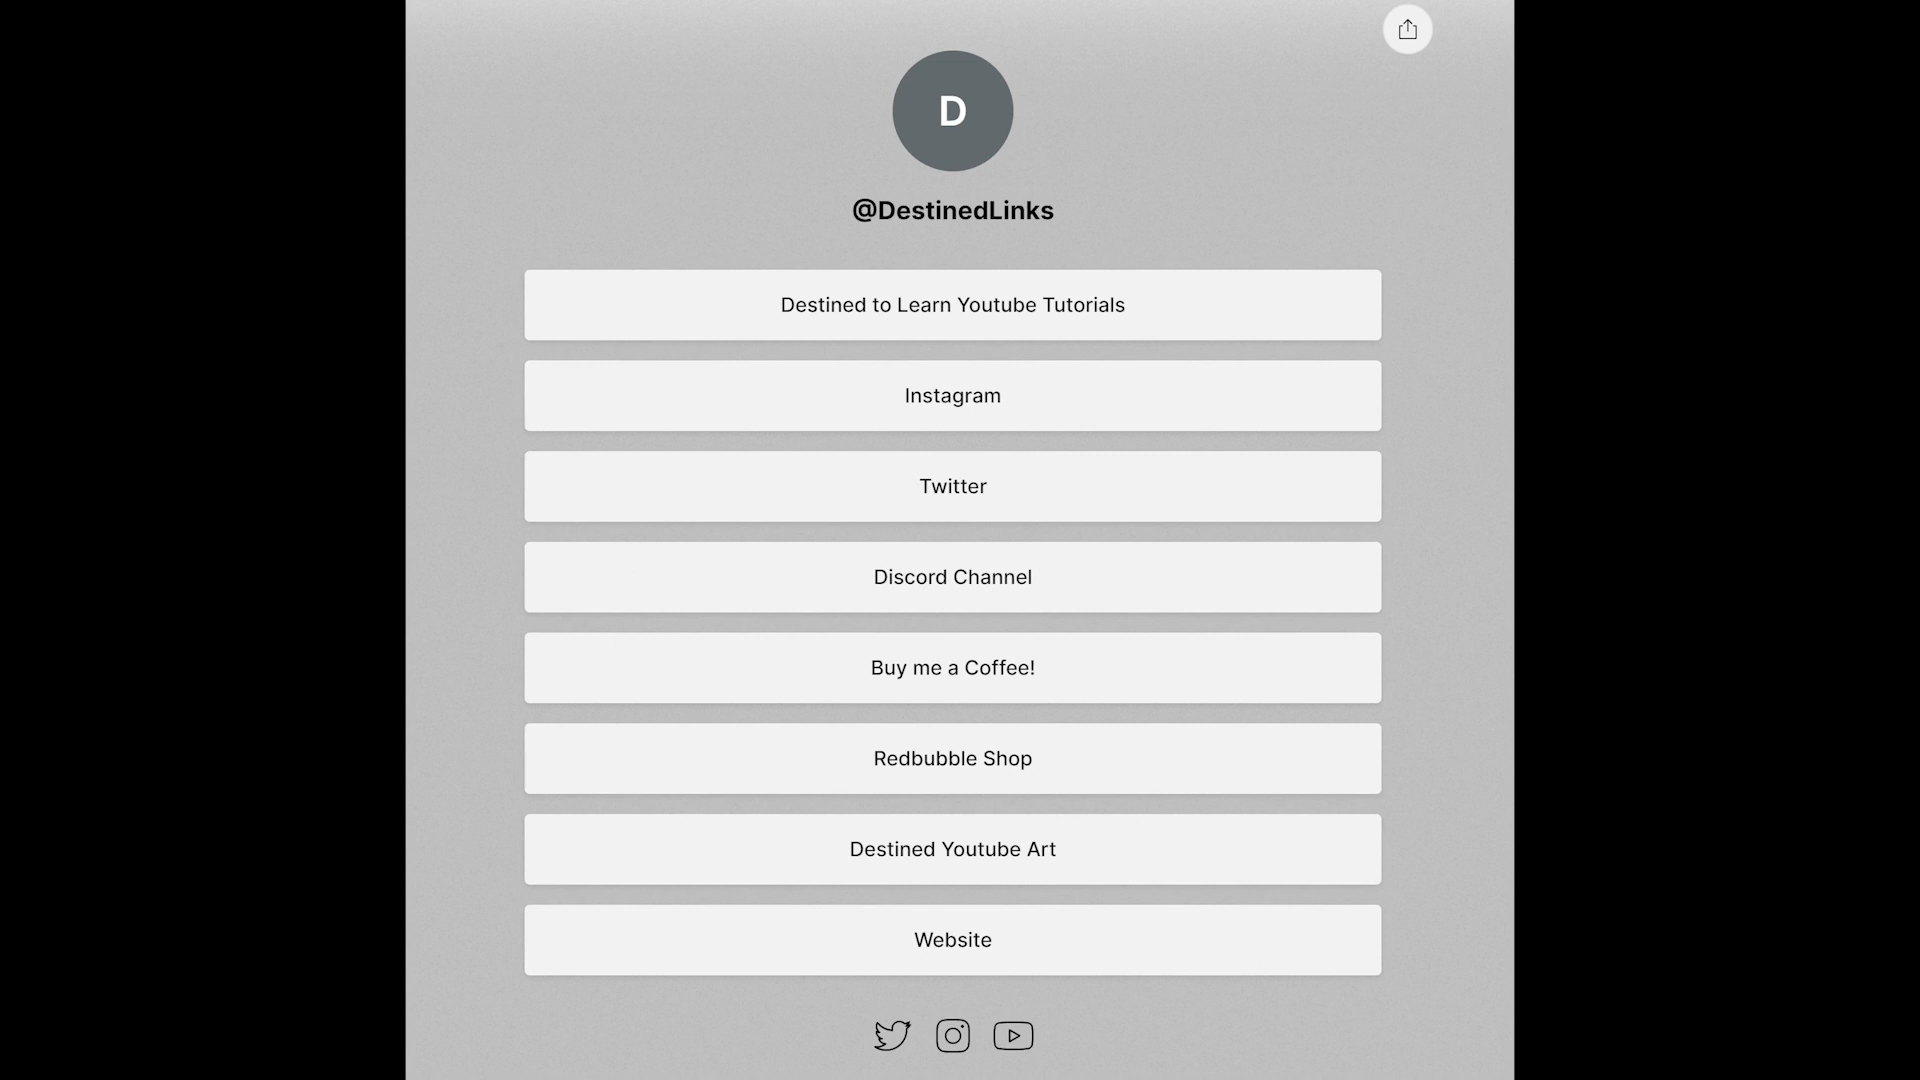 D
@DestinedLinks
Destined to Learn Youtube Tutorials
Instagram
Twitter
Discord Channel
Buy me a Coffee!
Redbubble Shop
Destined Youtube Art
Website